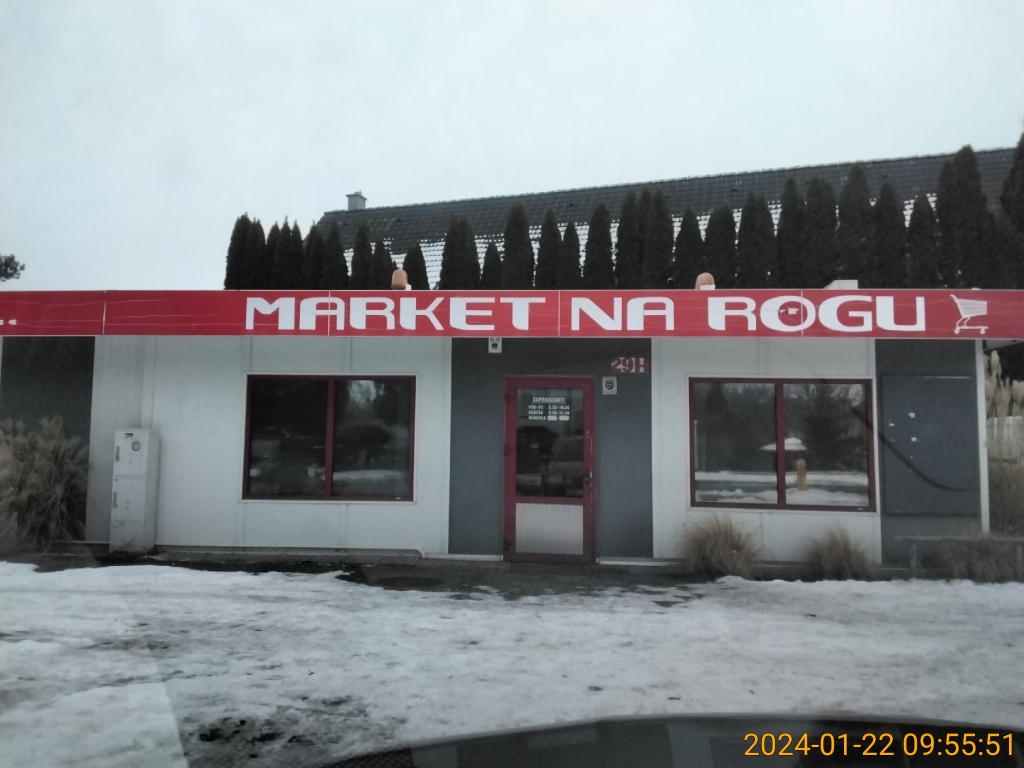 MARKET NA ROGU
29H
ZAPRASZAMY:
2024-01-22 09:55:51